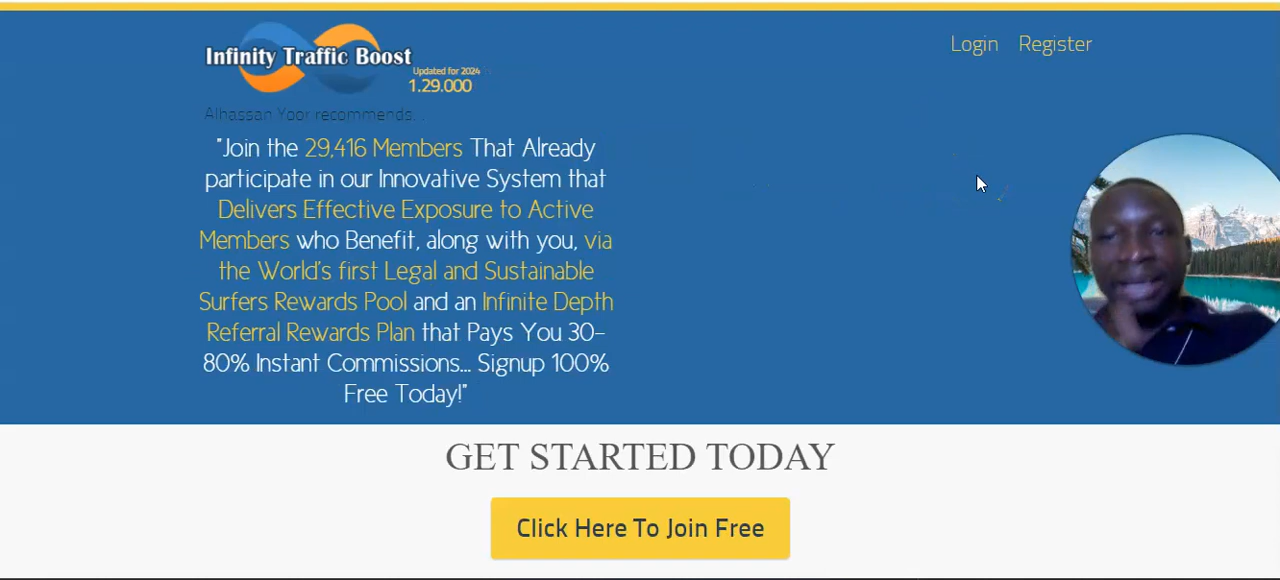 Infinity Traffic Boost
Login Register
Updated for 2024
1.29.000
Alhassan Yoor recommends...
"Join the 29,416 Members That Already
participate in our Innovative System that
Delivers Effective Exposure to Active
Members who Benefit, along with you, via
the World's first Legal and Sustainable
Surfers Rewards Pool and an Infinite Depth
Referral Rewards Plan that Pays You 30-
80% Instant Commissions... Signup 100%
Free Today!"
GET STARTED TODAY
Click Here To Join Free